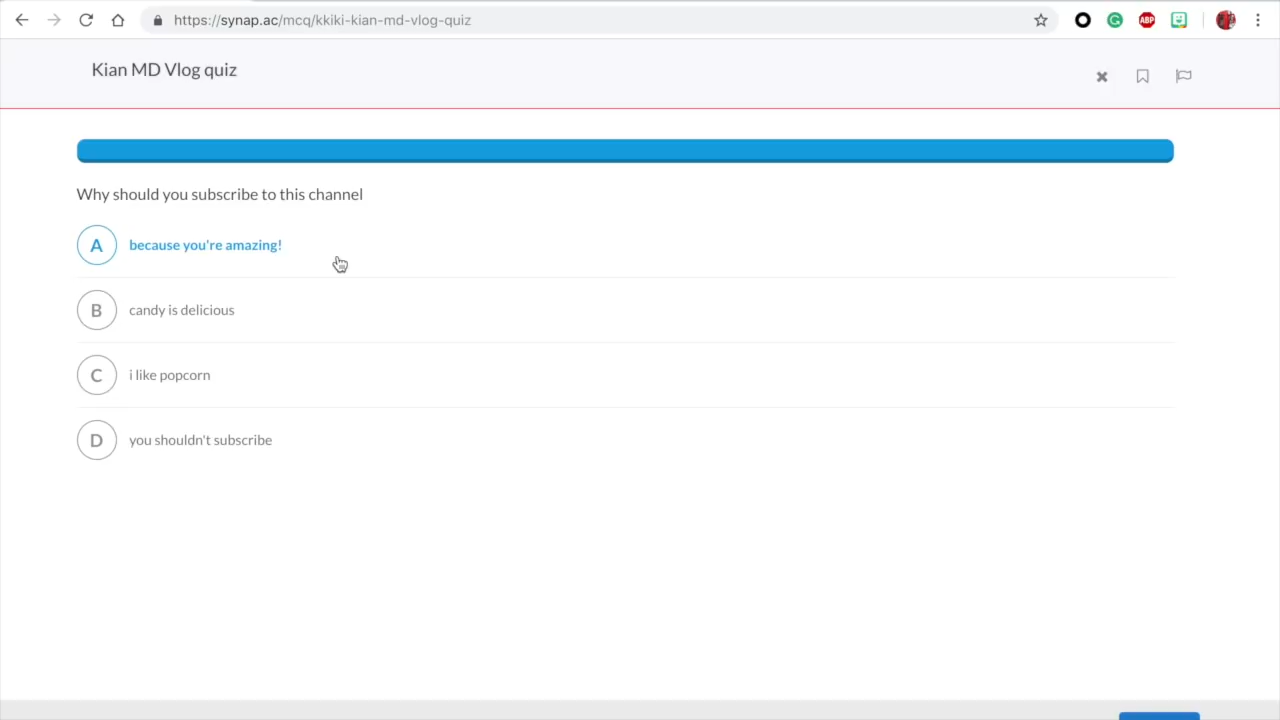 https://synap.ac/mcq/kkiki-kian-md-vlog-quiz
ABP
Kian MD Vlog quiz
Why should you subscribe to this channel
A because you're amazing!
B candy is delicious
C i like popcorn
D you shouldn't subscribe